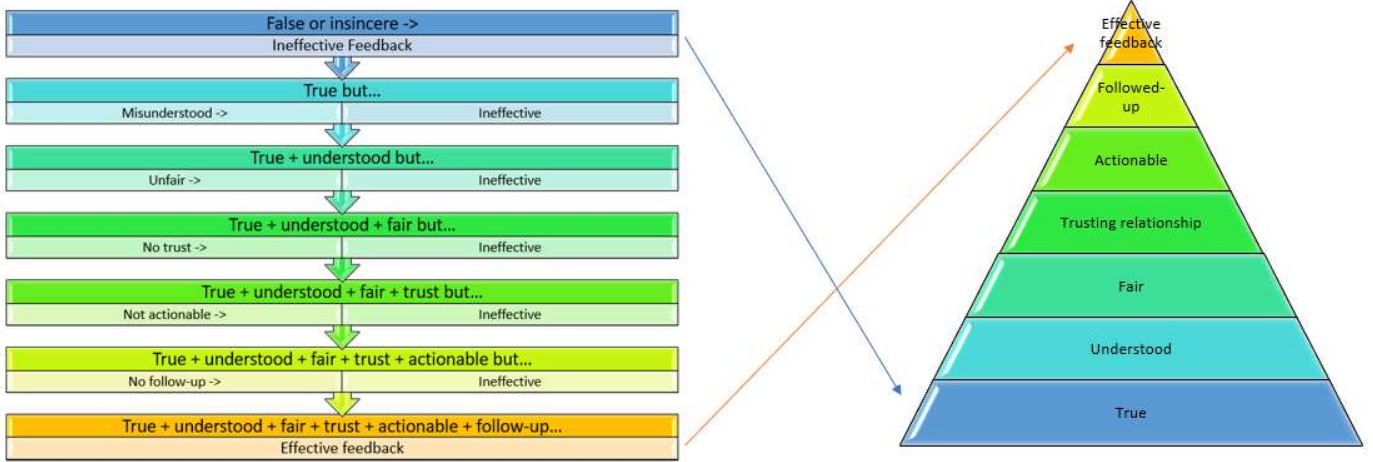 False or insincere ->
Ineffective Feedback
True but...
Misunderstood -> Ineffective
True + understood but...
Unfair -> Ineffective
True + understood + fair but...
No trust -> Ineffective
True + understood + fair + trust but...
Not actionable -> Ineffective
True + understood + fair + trust + actionable but...
No follow-up -> Ineffective
True + understood + fair + trust + actionable + follow-up...
Effective feedback
Effective
feedback
Followed-
up
Actionable
Trusting relationship
Fair
Understood
True